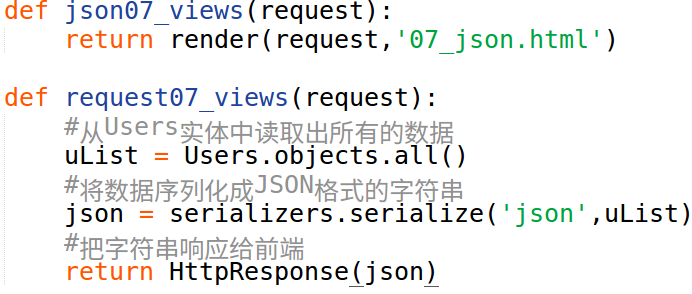 def json07_views(request):
    return render(request,'07_json.html')
def request07_views(request):
    #从Users实体中读取出所有的数据
    uList = Users.objects.all()
    #将数据序列化成JSON格式的字符串
    json = serializers.serialize('json',uList)
    #把字符串响应给前端
    return HttpResponse(json)